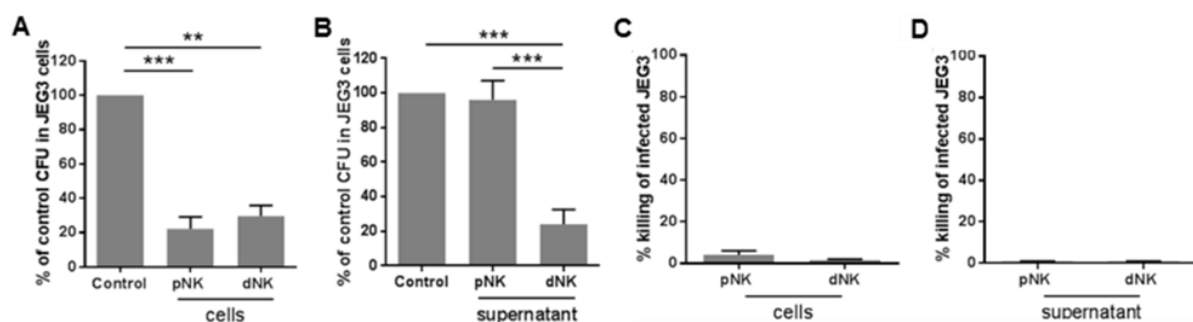 A
% of control CFU in JEG3 cells
120
100
80
60
40
20
0
**
***
Control pNK dNK
cells
B
% of control CFU in JEG3 cells
120
100
80
60
40
20
0
***
***
Control pNK dNK
supernatant
C
% killing of infected JEG3
100
80
60
40
20
0
pNK dNK
cells
D
% killing of infected JEG3
100
80
60
40
20
0
pNK dNK
supernatant